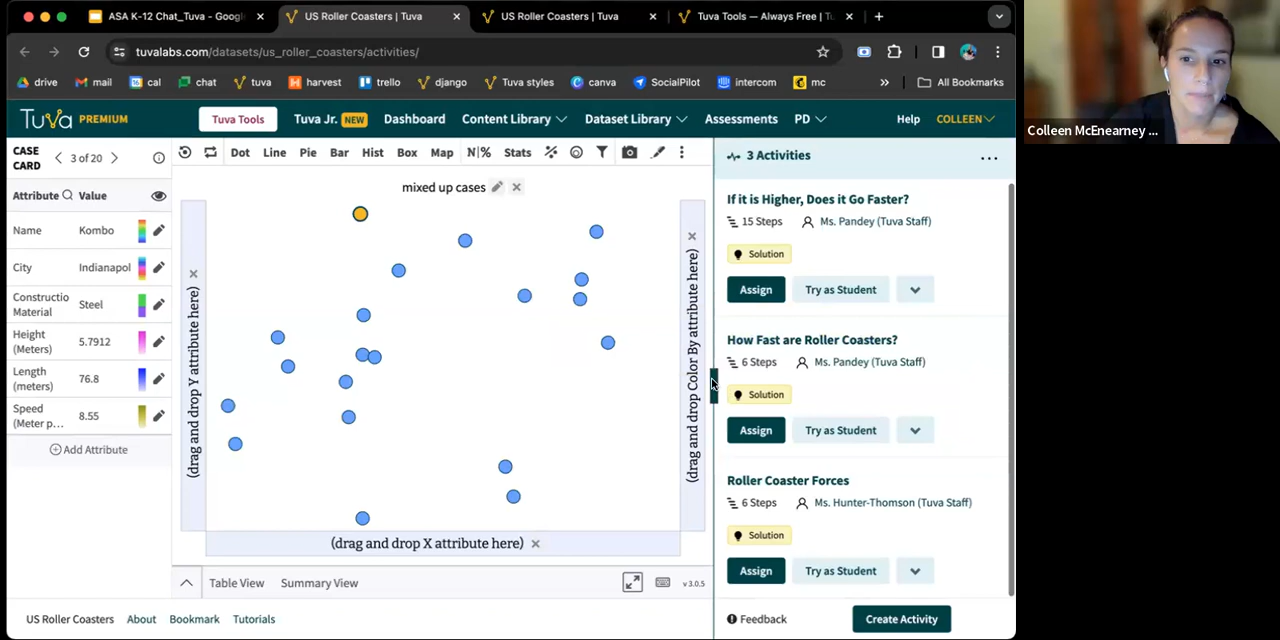 ASA K-12 Chat_Tuva - Googl
US Roller Coasters | Tuva
US Roller Coasters | Tuva
Tuva Tools — Always Free | Tu
tuvalabs.com/datasets/us_roller_coasters/activities/
drive
mail
cal
chat
tuva
harvest
trello
django
Tuva styles
canva
SocialPilot
intercom
mc
All Bookmarks
Tuva PREMIUM
Tuva Tools
Tuva Jr. NEW
Dashboard
Content Library
Dataset Library
Assessments
PD
Help
COLLEEN
Colleen McEnearney ...
CASE CARD
3 of 20
Dot
Line
Pie
Bar
Hist
Box
Map
N|%
Stats
3 Activities
Attribute
Value
mixed up cases
Name
Kombo
City
Indianapol
Constructio
Material
Steel
Height
(Meters)
5.7912
Length
(meters)
76.8
Speed
(Meter p...
8.55
Add Attribute
(drag and drop Y attribute here)
(drag and drop Color By attribute here)
(drag and drop X attribute here)
If it is Higher, Does it Go Faster?
15 Steps
Ms. Pandey (Tuva Staff)
Solution
Assign
Try as Student
How Fast are Roller Coasters?
6 Steps
Ms. Pandey (Tuva Staff)
Solution
Assign
Try as Student
Roller Coaster Forces
6 Steps
Ms. Hunter-Thomson (Tuva Staff)
Solution
Assign
Try as Student
Table View
Summary View
v 3.0.5
US Roller Coasters
About
Bookmark
Tutorials
Feedback
Create Activity